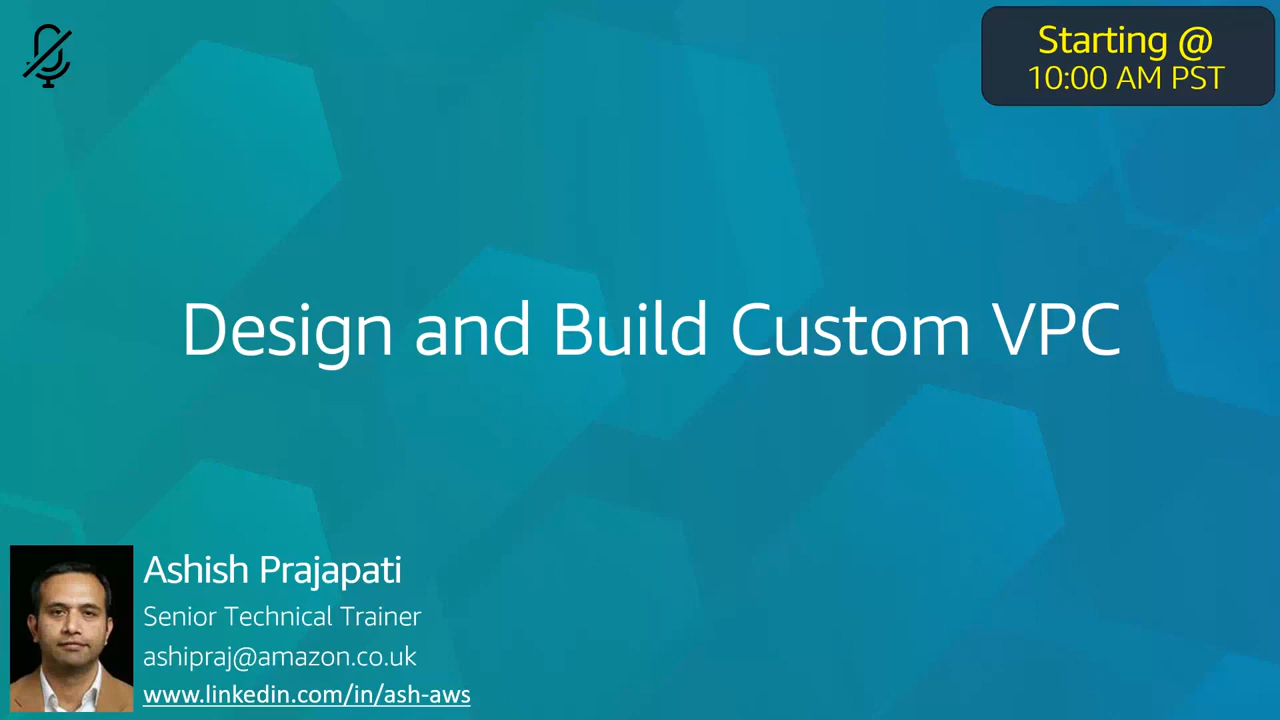 Starting @
10:00 AM PST
Design and Build Custom VPC
Ashish Prajapati
Senior Technical Trainer
ashipraj@amazon.co.uk
www.linkedin.com/in/ash-aws